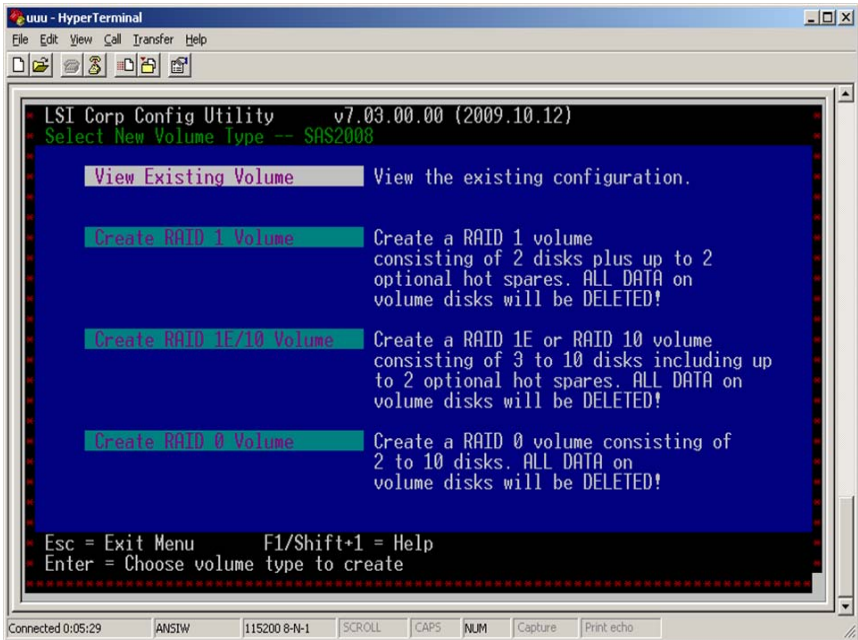 uuu - HyperTerminal
File Edit View Call Transfer Help
LSI Corp Config Utility v7.03.00.00 (2009.10.12)
Select New Volume Type -- SAS2008
View Existing Volume View the existing configuration.
Create RAID 1 Volume Create a RAID 1 volume
consisting of 2 disks plus up to 2
optional hot spares. ALL DATA on
volume disks will be DELETED!
Create RAID 1E/10 Volume Create a RAID 1E or RAID 10 volume
consisting of 3 to 10 disks including up
to 2 optional hot spares. ALL DATA on
volume disks will be DELETED!
Create RAID 0 Volume Create a RAID 0 volume consisting of
2 to 10 disks. ALL DATA on
volume disks will be DELETED!
Esc = Exit Menu F1/Shift+1 = Help
Enter = Choose volume type to create
Connected 0:05:29 ANSIW 115200 8-N-1 SCROLL CAPS NUM Capture Print echo